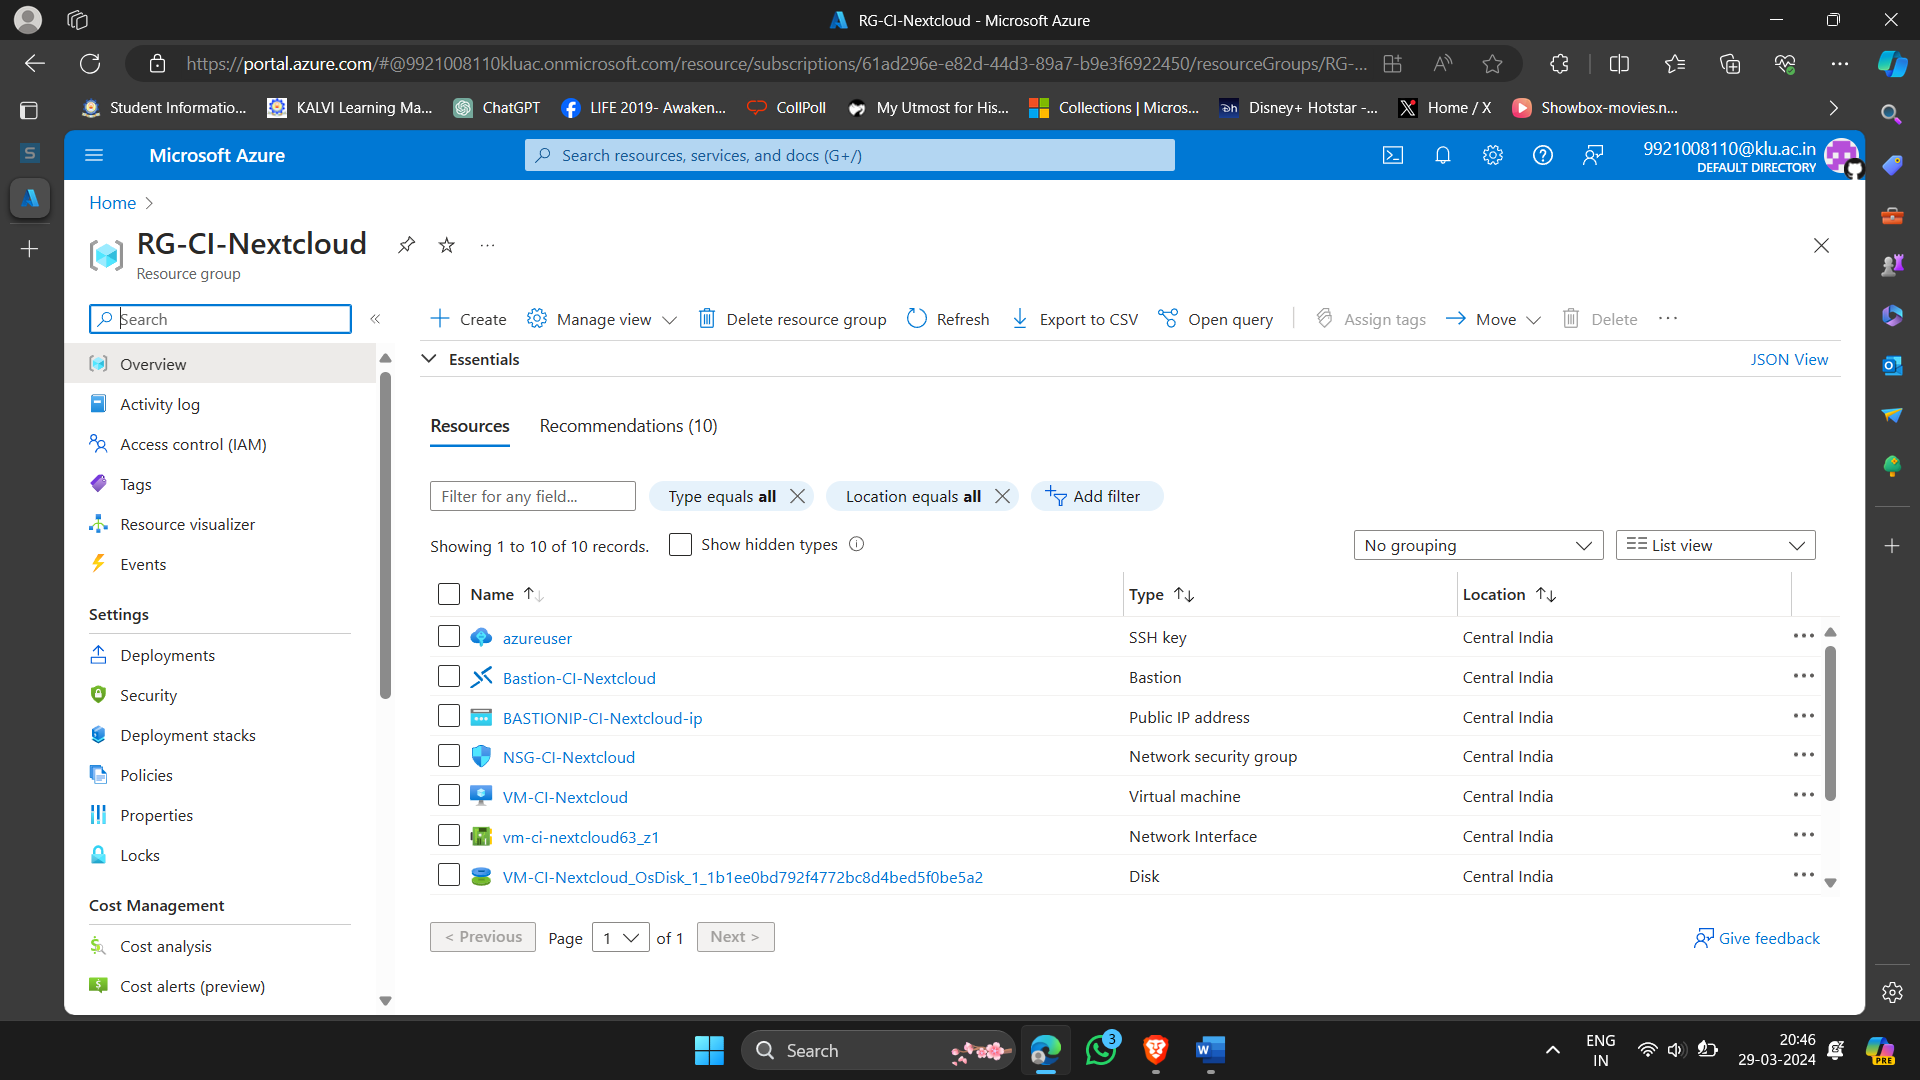 RG-CI-Nextcloud - Microsoft Azure
https://portal.azure.com/#@9921008110kluac.onmicrosoft.com/resource/subscriptions/61ad296e-e82d-44d3-89a7-b9e3f6922450/resourceGroups/RG-...
Student Informatio... KALVI Learning Ma... ChatGPT LIFE 2019- Awaken... CollPoll My Utmost for His... Collections | Micros... Disney+ Hotstar -... Home / X Showbox-movies.n...
Microsoft Azure
Search resources, services, and docs (G+/)
9921008110@klu.ac.in
DEFAULT DIRECTORY
Home
RG-CI-Nextcloud
Resource group
Search
Create Manage view Delete resource group Refresh Export to CSV Open query Assign tags Move Delete
Overview
Activity log
Access control (IAM)
Tags
Resource visualizer
Events
Settings
Deployments
Security
Deployment stacks
Policies
Properties
Locks
Cost Management
Cost analysis
Cost alerts (preview)
Essentials
JSON View
Resources Recommendations (10)
Filter for any field... Type equals all Location equals all Add filter
Showing 1 to 10 of 10 records. Show hidden types
No grouping List view
Name Type Location
azureuser SSH key Central India
Bastion-CI-Nextcloud Bastion Central India
BASTIONIP-CI-Nextcloud-ip Public IP address Central India
NSG-CI-Nextcloud Network security group Central India
VM-CI-Nextcloud Virtual machine Central India
vm-ci-nextcloud63_z1 Network Interface Central India
VM-CI-Nextcloud_OsDisk_1_1b1ee0bd792f4772bc8d4bed5f0be5a2 Disk Central India
< Previous Page 1 of 1 Next >
Give feedback
Search
3
ENG
IN
20:46
29-03-2024
PRE